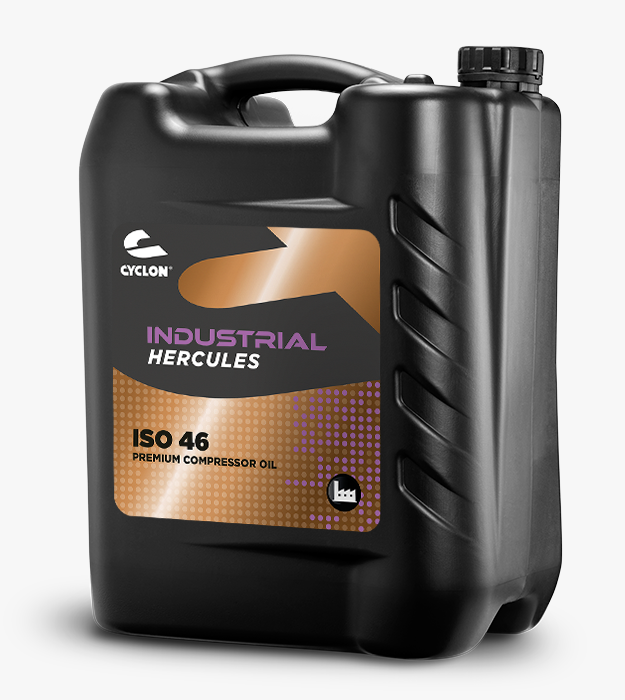 CYCLON®
INDUSTRIAL
HERCULES
ISO 46
PREMIUM COMPRESSOR OIL